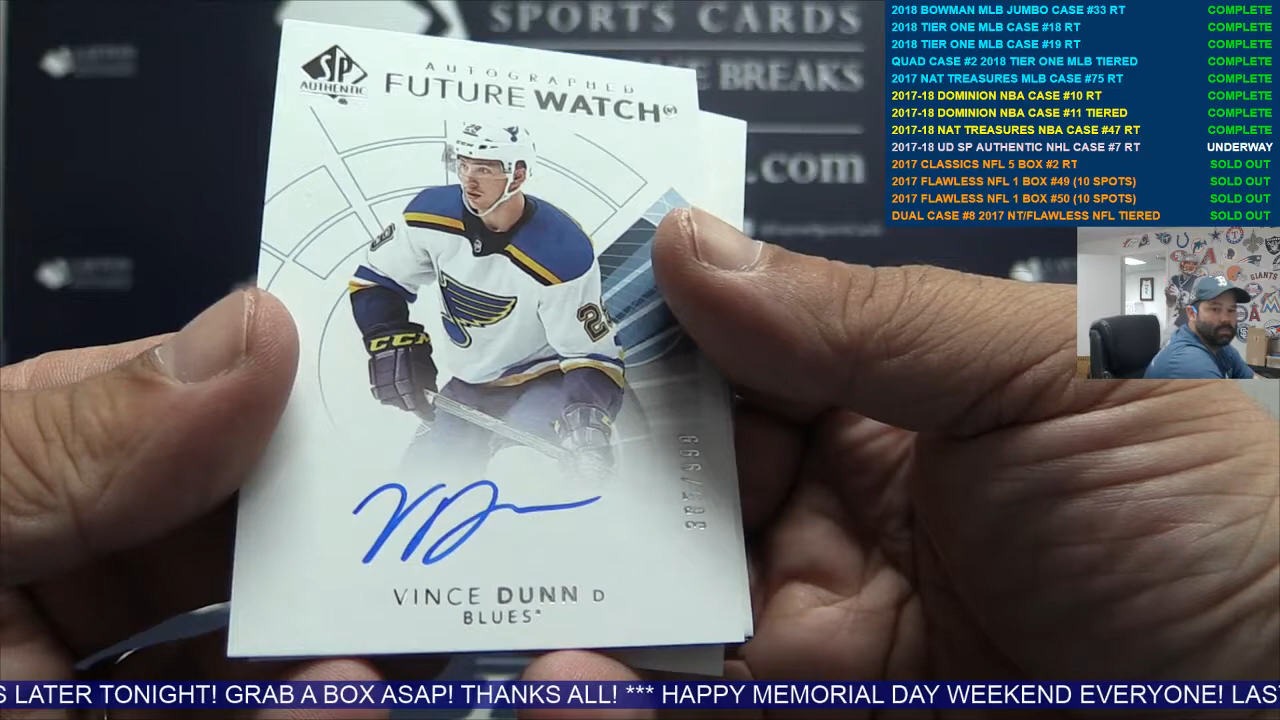 SPORTS CARDS
BREAKS
.com
SP
AUTHENTIC
AUTOGRAPHED
FUTURE WATCH
CCM
VINCE DUNN D
BLUES
2018 BOWMAN MLB JUMBO CASE #33 RT COMPLETE
2018 TIER ONE MLB CASE #18 RT COMPLETE
2018 TIER ONE MLB CASE #19 RT COMPLETE
QUAD CASE #2 2018 TIER ONE MLB TIERED COMPLETE
2017 NAT TREASURES MLB CASE #75 RT COMPLETE
2017-18 DOMINION NBA CASE #10 RT COMPLETE
2017-18 DOMINION NBA CASE #11 TIERED COMPLETE
2017-18 NAT TREASURES NBA CASE #47 RT COMPLETE
2017-18 UD SP AUTHENTIC NHL CASE #7 RT UNDERWAY
2017 CLASSICS NFL 5 BOX #2 RT SOLD OUT
2017 FLAWLESS NFL 1 BOX #49 (10 SPOTS) SOLD OUT
2017 FLAWLESS NFL 1 BOX #50 (10 SPOTS) SOLD OUT
DUAL CASE #8 2017 NT/FLAWLESS NFL TIERED SOLD OUT
GIANTS
S LATER TONIGHT! GRAB A BOX ASAP! THANKS ALL! *** HAPPY MEMORIAL DAY WEEKEND EVERYONE! LAS